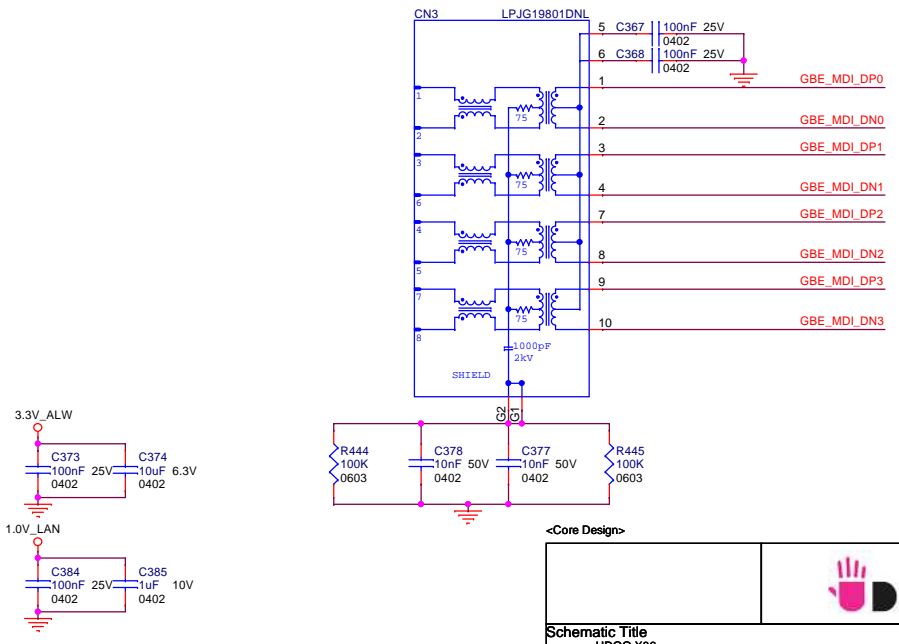 CN3 LPJG19801DNL
5 C367 100nF 25V
0402
6 C368 100nF 25V
0402
1 GBE_MDI_DP0
1
75
2 GBE_MDI_DN0
2
3 GBE_MDI_DP1
3
75
4 GBE_MDI_DN1
6
7 GBE_MDI_DP2
4
75
8 GBE_MDI_DN2
5
9 GBE_MDI_DP3
7
75
10 GBE_MDI_DN3
8
1000pF
2kV
SHIELD
G2
G1
3.3V_ALW
C373
100nF 25V
0402
C374
10uF 6.3V
0402
R444
100K
0603
C378
10nF 50V
0402
C377
10nF 50V
0402
R445
100K
0603
1.0V_LAN
C384
100nF 25V
0402
C385
1uF 10V
0402
<Core Design>
D
Schematic Title